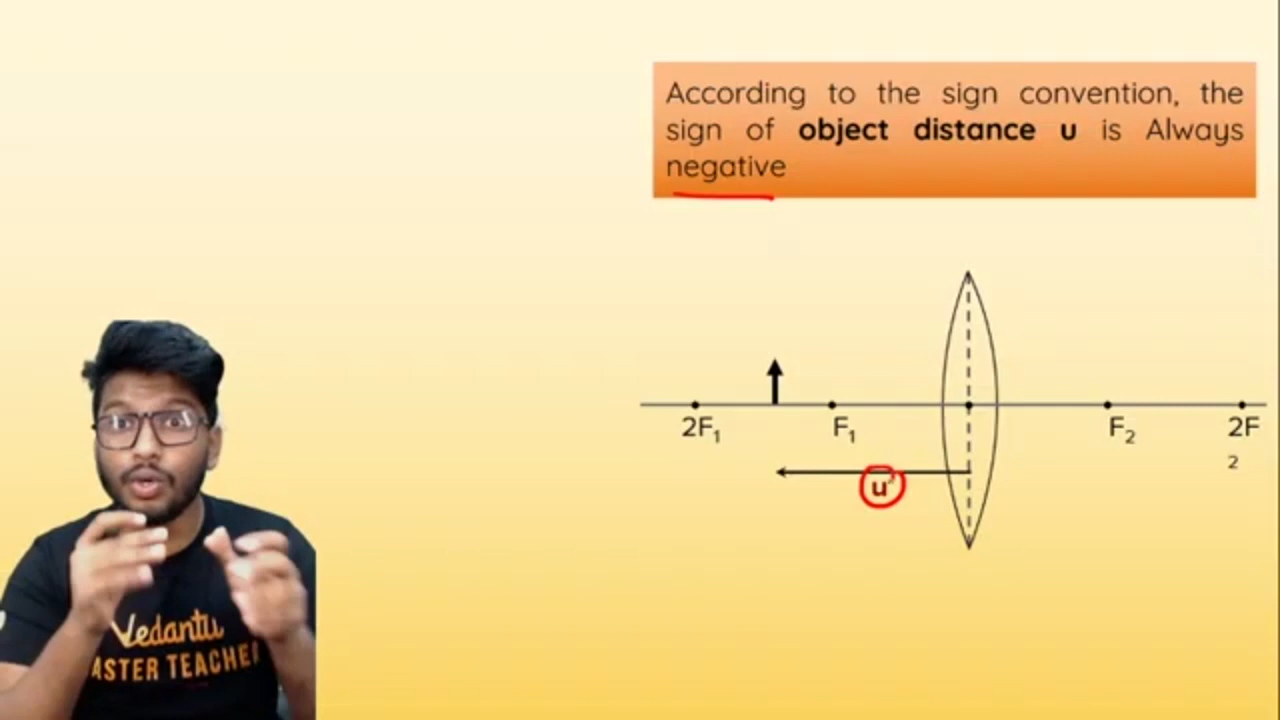 According to the sign convention, the
sign of object distance u is Always
negative
2F₁
F₁
F₂
2F
2
u
Vedantu
ASTER TEACHE